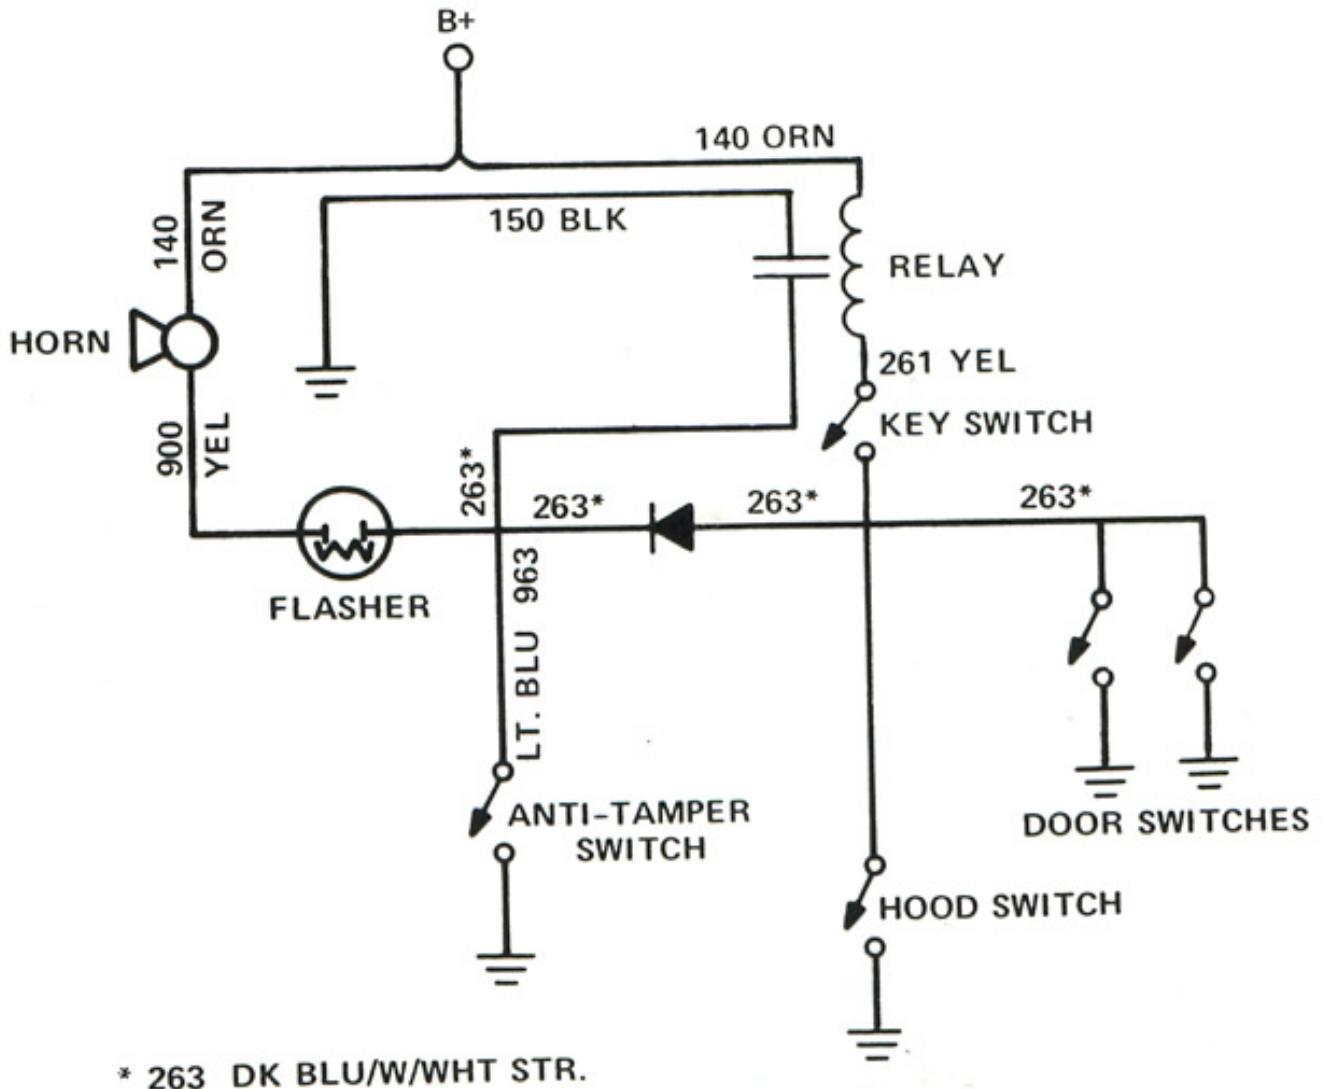 B+
140 ORN
150 BLK
140
ORN
RELAY
HORN
261 YEL
KEY SWITCH
900
YEL
263*
263*
263*
263*
FLASHER
LT. BLU 963
ANTI-TAMPER
SWITCH
DOOR SWITCHES
HOOD SWITCH
* 263 DK BLU/W/WHT STR.